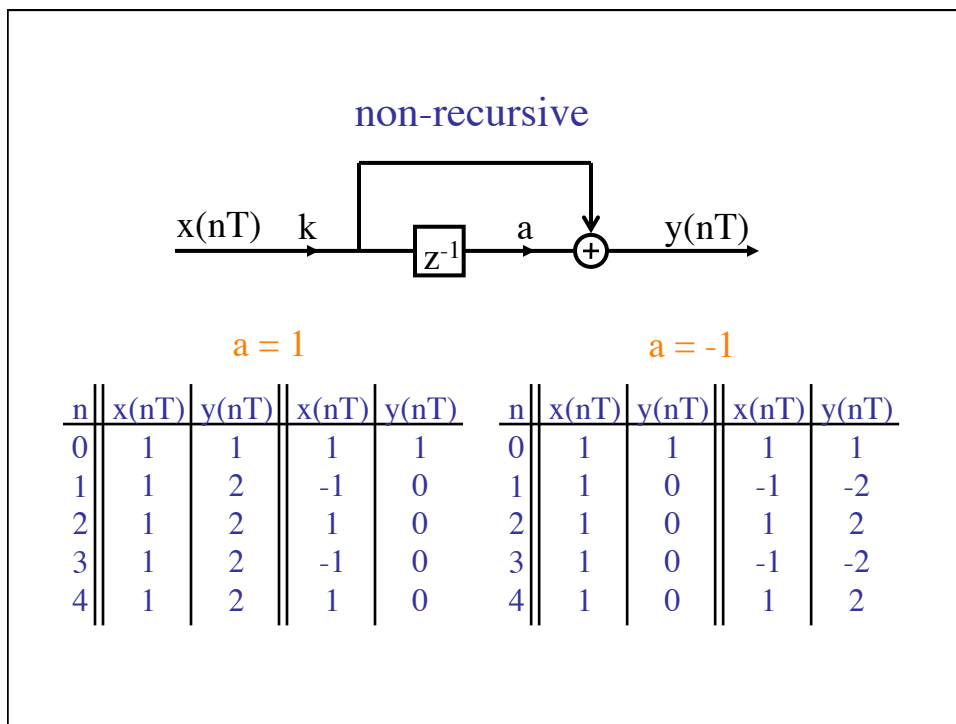 non-recursive
x(nT) k z-1 a + y(nT)
a = 1
n x(nT) y(nT) x(nT) y(nT)
0 1 1 1 1
1 1 2 -1 0
2 1 2 1 0
3 1 2 -1 0
4 1 2 1 0
a = -1
n x(nT) y(nT) x(nT) y(nT)
0 1 1 1 1
1 1 0 -1 -2
2 1 0 1 2
3 1 0 -1 -2
4 1 0 1 2